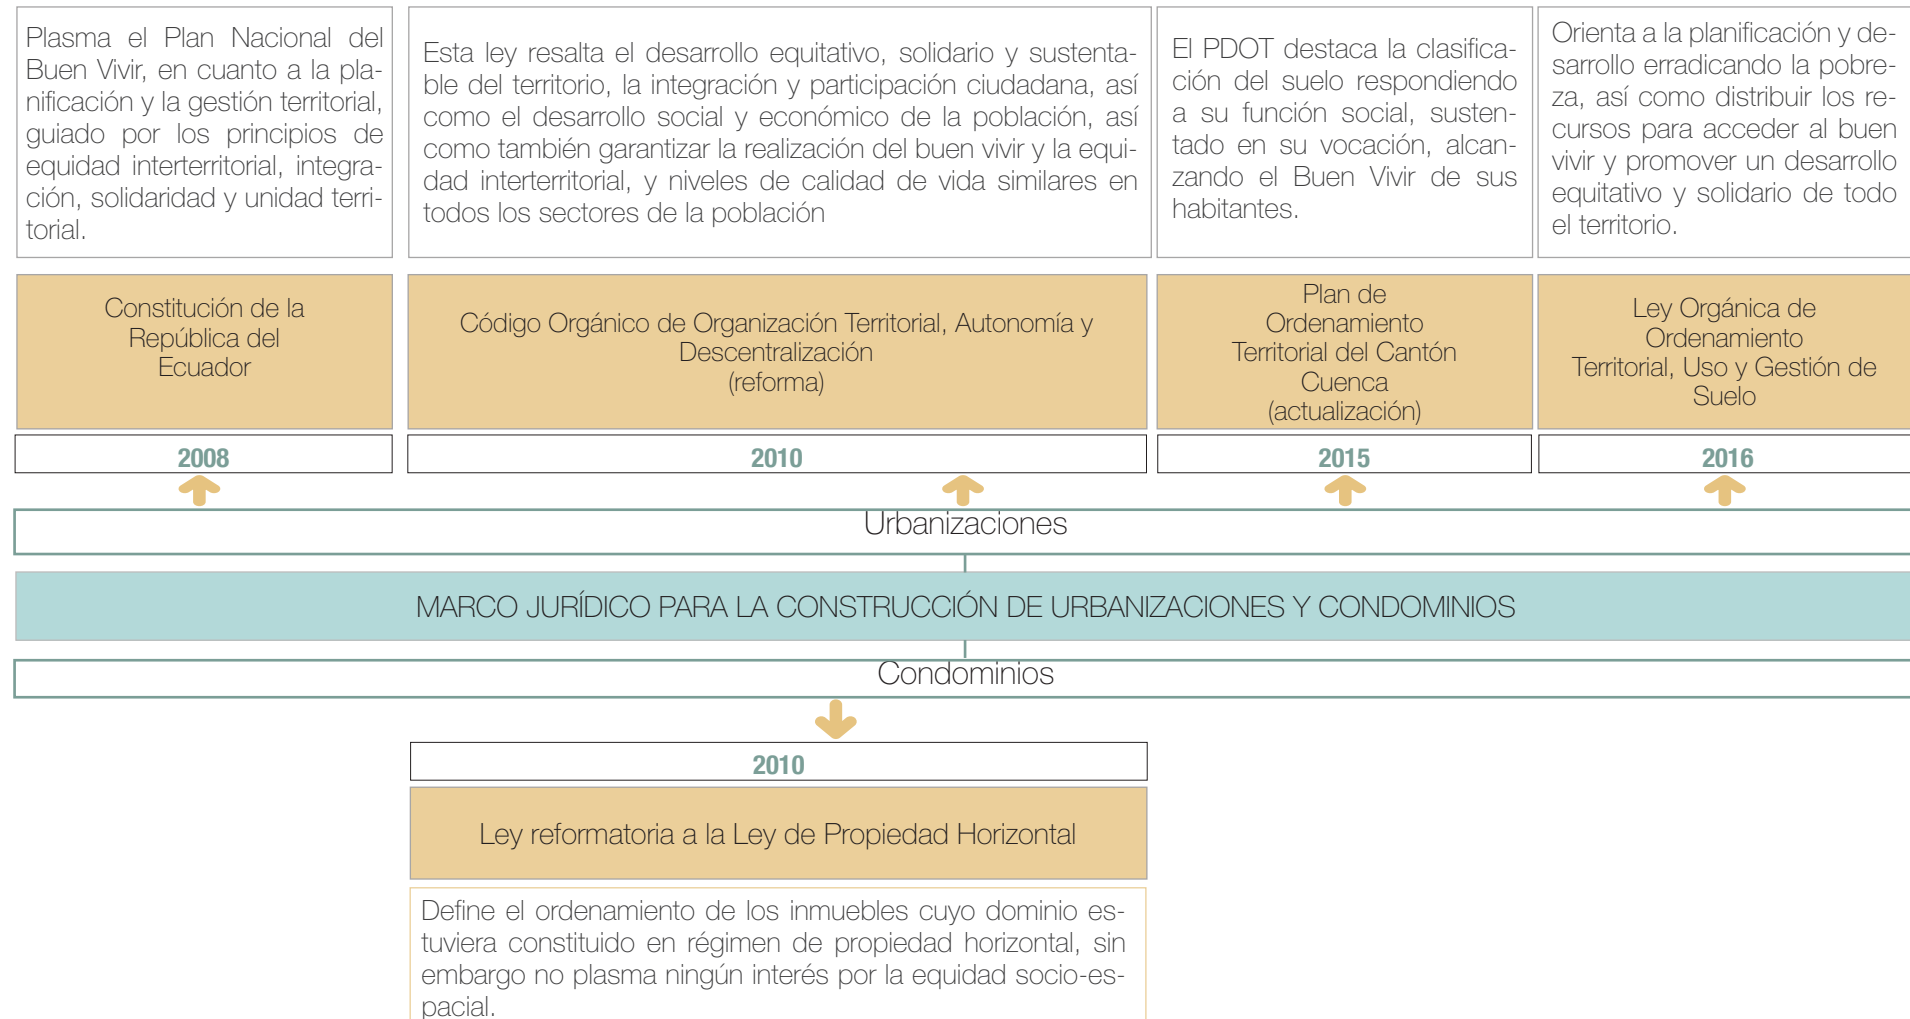 Plasma el Plan Nacional del
Buen Vivir, en cuanto a la pla-
nificación y la gestión territorial,
guiado por los principios de
equidad interterritorial, integra-
ción, solidaridad y unidad terri-
torial.
Esta ley resalta el desarrollo equitativo, solidario y sustenta-
ble del territorio, la integración y participación ciudadana, así
como el desarrollo social y económico de la población, así
como también garantizar la realización del buen vivir y la equi-
dad interterritorial, y niveles de calidad de vida similares en
todos los sectores de la población
El PDOT destaca la clasifica-
ción del suelo respondiendo
a su función social, susten-
tado en su vocación, alcan-
zando el Buen Vivir de sus
habitantes.
Orienta a la planificación y de-
sarrollo erradicando la pobre-
za, así como distribuir los re-
cursos para acceder al buen
vivir y promover un desarrollo
equitativo y solidario de todo
el territorio.
Constitución de la
República del
Ecuador
Código Orgánico de Organización Territorial, Autonomía y
Descentralización
(reforma)
Plan de
Ordenamiento
Territorial del Cantón
Cuenca
(actualización)
Ley Orgánica de
Ordenamiento
Territorial, Uso y Gestión de
Suelo
2008
2010
2015
2016
Urbanizaciones
MARCO JURÍDICO PARA LA CONSTRUCCIÓN DE URBANIZACIONES Y CONDOMINIOS
Condominios
2010
Ley reformatoria a la Ley de Propiedad Horizontal
Define el ordenamiento de los inmuebles cuyo dominio es-
tuviera constituido en régimen de propiedad horizontal, sin
embargo no plasma ningún interés por la equidad socio-es-
pacial.